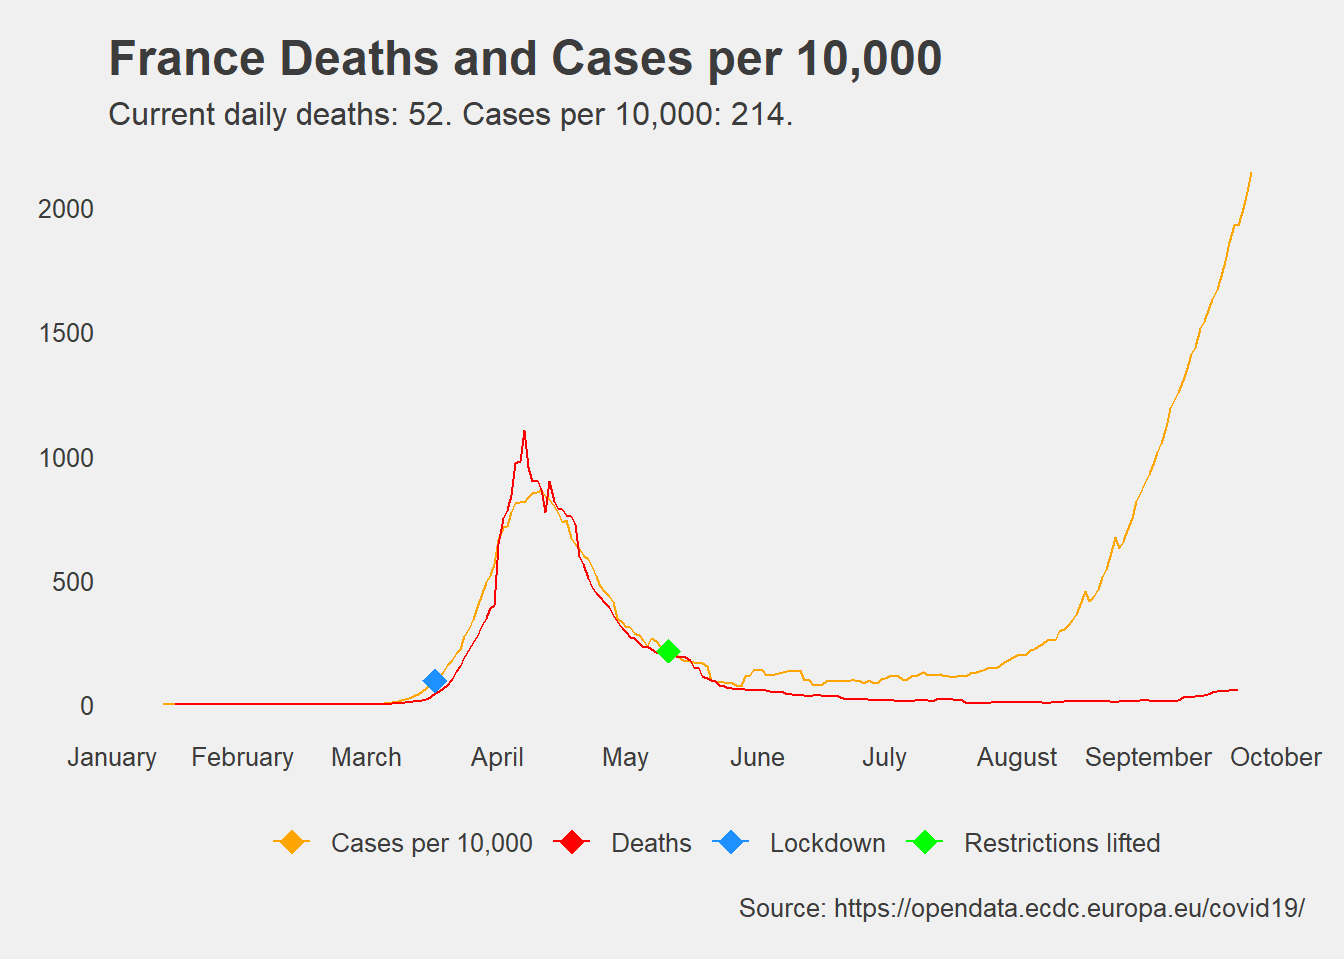 France Deaths and Cases per 10,000
Current daily deaths: 52. Cases per 10,000: 214.
2000
1500
1000
500
0
January February March April May June July August September October
Cases per 10,000 Deaths Lockdown Restrictions lifted
Source: https://opendata.ecdc.europa.eu/covid19/